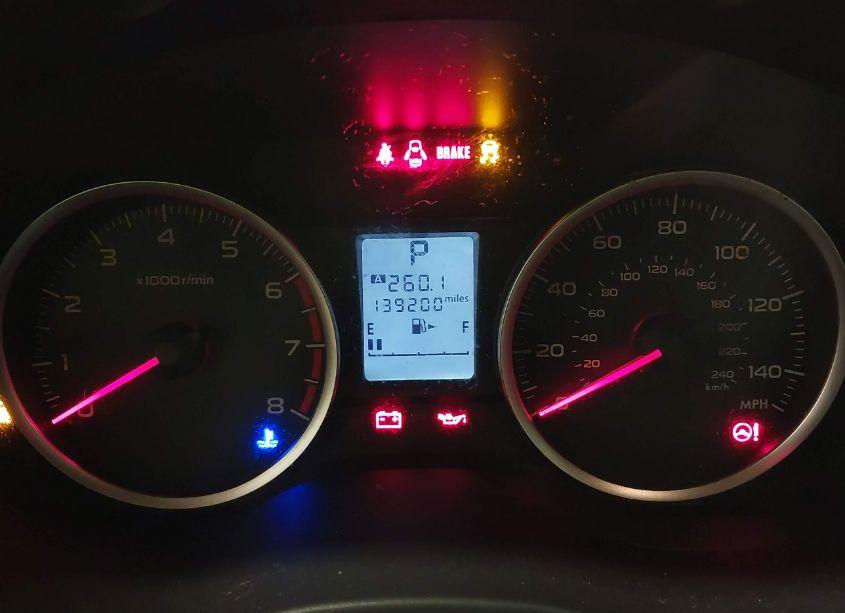 BRAKE
P
A 260.1
139200 miles
E F
x1000r/min
0 1 2 3 4 5 6 7 8
0 20 40 60 80 100 120 140
MPH
20 40 60 80 100 120 140 160 180 200 220 240
km/h
!